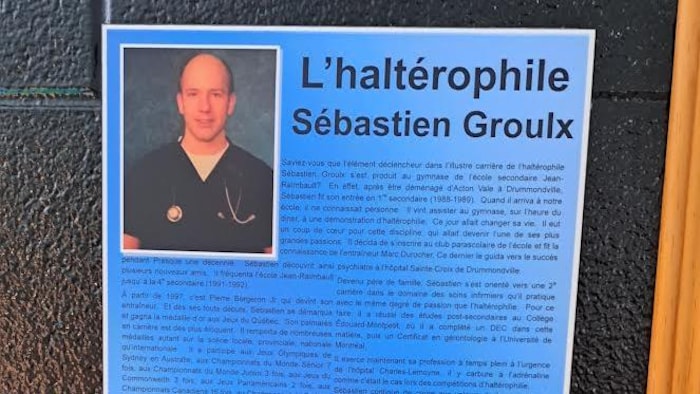 L'haltérophile
Sébastien Groulx
Saviez-vous que l'élément déclencheur dans l'illustre carrière de l'haltérophile
Sébastien Groulx s'est produit au gymnase de l'école secondaire Jean-
Raimbault? En effet, après être déménagé d'Acton Vale à Drummondville,
Sébastien fit son entrée en 1re secondaire (1988-1989). Quand il arriva à notre
école, il ne connaissait personne. Il vint assister au gymnase, sur l'heure du
diner, à une démonstration d'haltérophilie. Ce jour allait changer sa vie. Il eut
un coup de cœur pour cette discipline, qui allait devenir l'une de ses plus
grandes passions. Il décida de s'inscrire au club parascolaire de l'école et fit la
connaissance de l'entraîneur Marc Durocher. Ce dernier le guida vers le succès
pendant une décennie. Sébastien découvrit ainsi
plusieurs nouveaux amis. Il fréquenta l'école Jean-Raimbault
jusqu'à la 4e secondaire (1991-1992).
À partir de 1997, c'est Pierre Bergeron Jr qui devint son
entraîneur. Et dès ses touts débuts, Sébastien se démarqua
et gagna la médaille d'or aux Jeux du Québec. Son palmarès
en carrière est des plus éloquent. Il remporta de nombreuses
médailles autant sur la scène locale, provinciale, nationale
qu'internationale. Il a participé aux Jeux Olympiques de
Sydney en Australie, aux Championnats du Monde Senior 7
fois, aux Championnats du Monde Junior 3 fois, aux Jeux du
Commonwealth 2 fois, aux Jeux Panaméricains 2 fois, aux
Championnats Canadiens
psychiatrie à l'hôpital Sainte-Croix de Drummondville.
Devenu père de famille, Sébastien s'est orienté vers une 2e
carrière dans le domaine des soins infirmiers qu'il pratique
avec le même degré de passion que l'haltérophilie. Pour ce
faire, il a réussi des études post-secondaires au Collège
Édouard-Montpetit, où il a complété un DEC dans cette
matière, puis un Certificat en gérontologie à l'Université de
Montréal.
Il exerce maintenant sa profession à temps plein à l'urgence
de l'hôpital Charles-Lemoyne, il y carbure à l'adrénaline
comme c'était le cas lors des compétitions d'haltérophilie.
Sébastien continue de